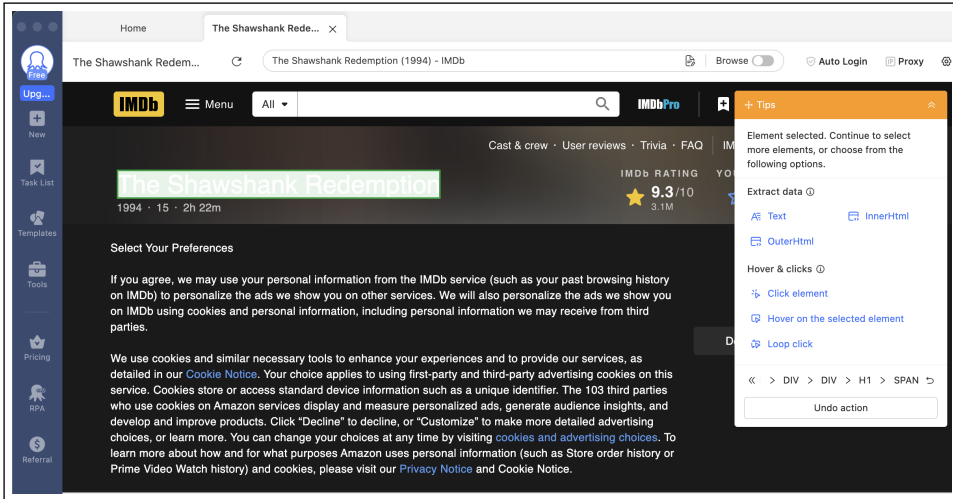 Home
The Shawshank Rede...
Free
Upg...
New
Task List
Templates
Tools
Pricing
RPA
Referral
The Shawshank Redem...
The Shawshank Redemption (1994) - IMDb
Browse
Auto Login
Proxy
IMDb
Menu
All
IMDbPro
Cast & crew · User reviews · Trivia · FAQ
The Shawshank Redemption
1994 · 15 · 2h 22m
IMDb RATING
9.3/10
3.1M
Select Your Preferences
If you agree, we may use your personal information from the IMDb service (such as your past browsing history
on IMDb) to personalize the ads we show you on other services. We will also personalize the ads we show you
on IMDb using cookies and personal information, including personal information we may receive from third
parties.
We use cookies and similar necessary tools to enhance your experiences and to provide our services, as
detailed in our Cookie Notice. Your choice applies to using first-party and third-party advertising cookies on this
service. Cookies store or access standard device information such as a unique identifier. The 103 third parties
who use cookies on Amazon services display and measure personalized ads, generate audience insights, and
develop and improve products. Click “Decline” to decline, or “Customize” to make more detailed advertising
choices, or learn more. You can change your choices at any time by visiting cookies and advertising choices. To
learn more about how and for what purposes Amazon uses personal information (such as Store order history or
Prime Video Watch history) and cookies, please visit our Privacy Notice and Cookie Notice.
Tips
Element selected. Continue to select
more elements, or choose from the
following options.
Extract data
Text
InnerHtml
OuterHtml
Hover & clicks
Click element
Hover on the selected element
Loop click
« > DIV > DIV > H1 > SPAN
Undo action